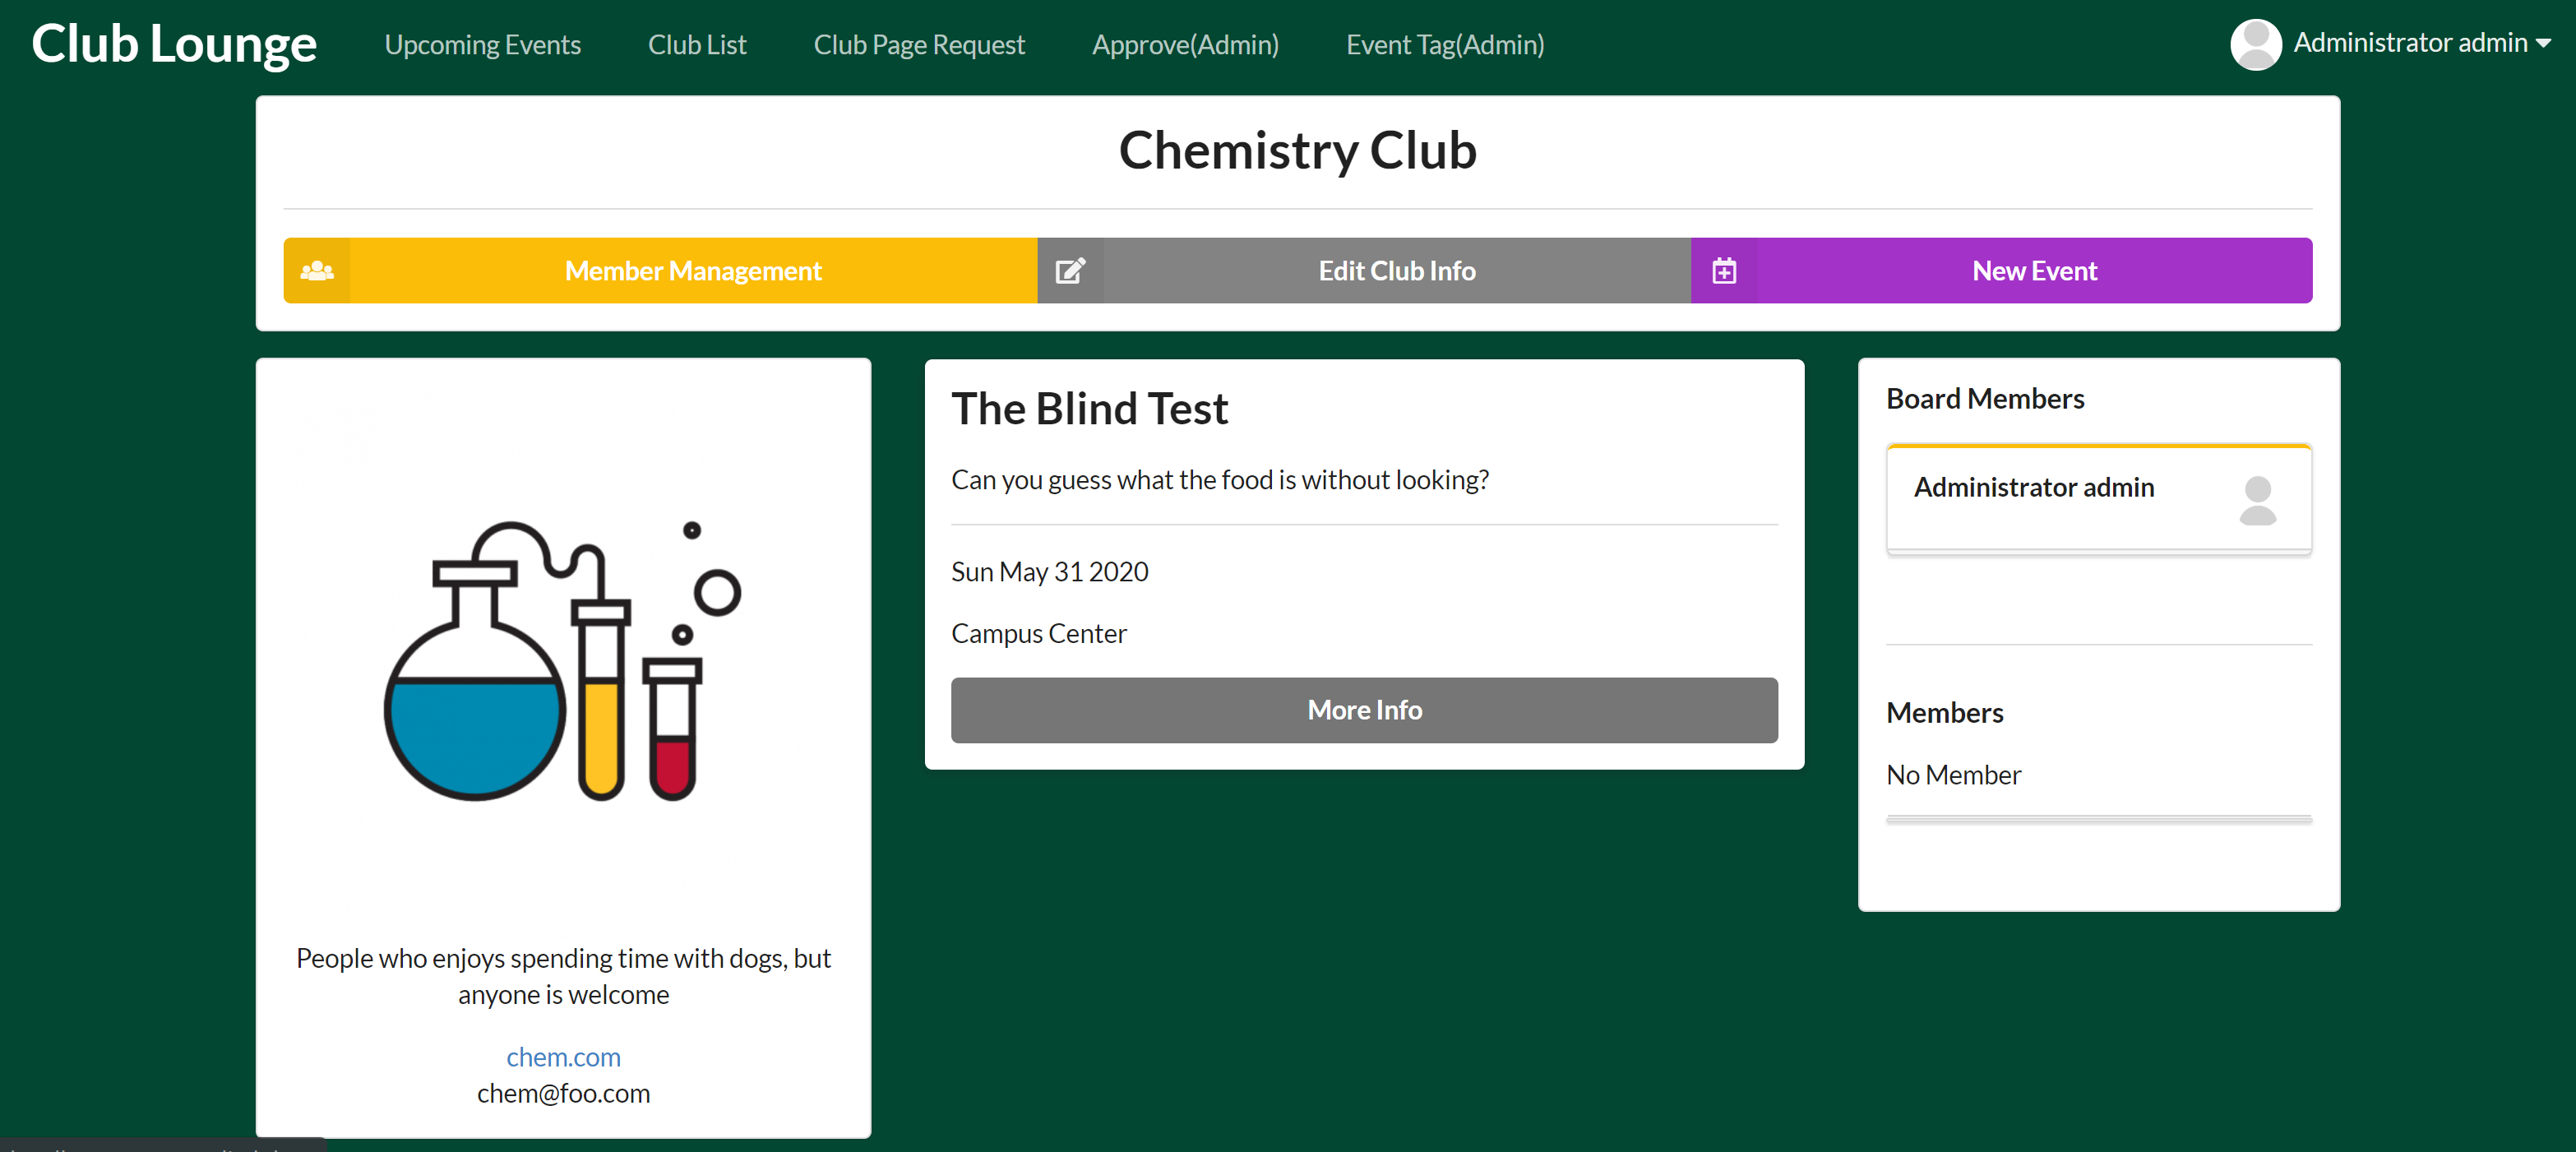 Club Lounge
Upcoming Events
Club List
Club Page Request
Approve(Admin)
Event Tag(Admin)
Administrator admin
Chemistry Club
Member Management
Edit Club Info
New Event
People who enjoys spending time with dogs, but
anyone is welcome
chem.com
chem@foo.com
The Blind Test
Can you guess what the food is without looking?
Sun May 31 2020
Campus Center
More Info
Board Members
Administrator admin
Members
No Member